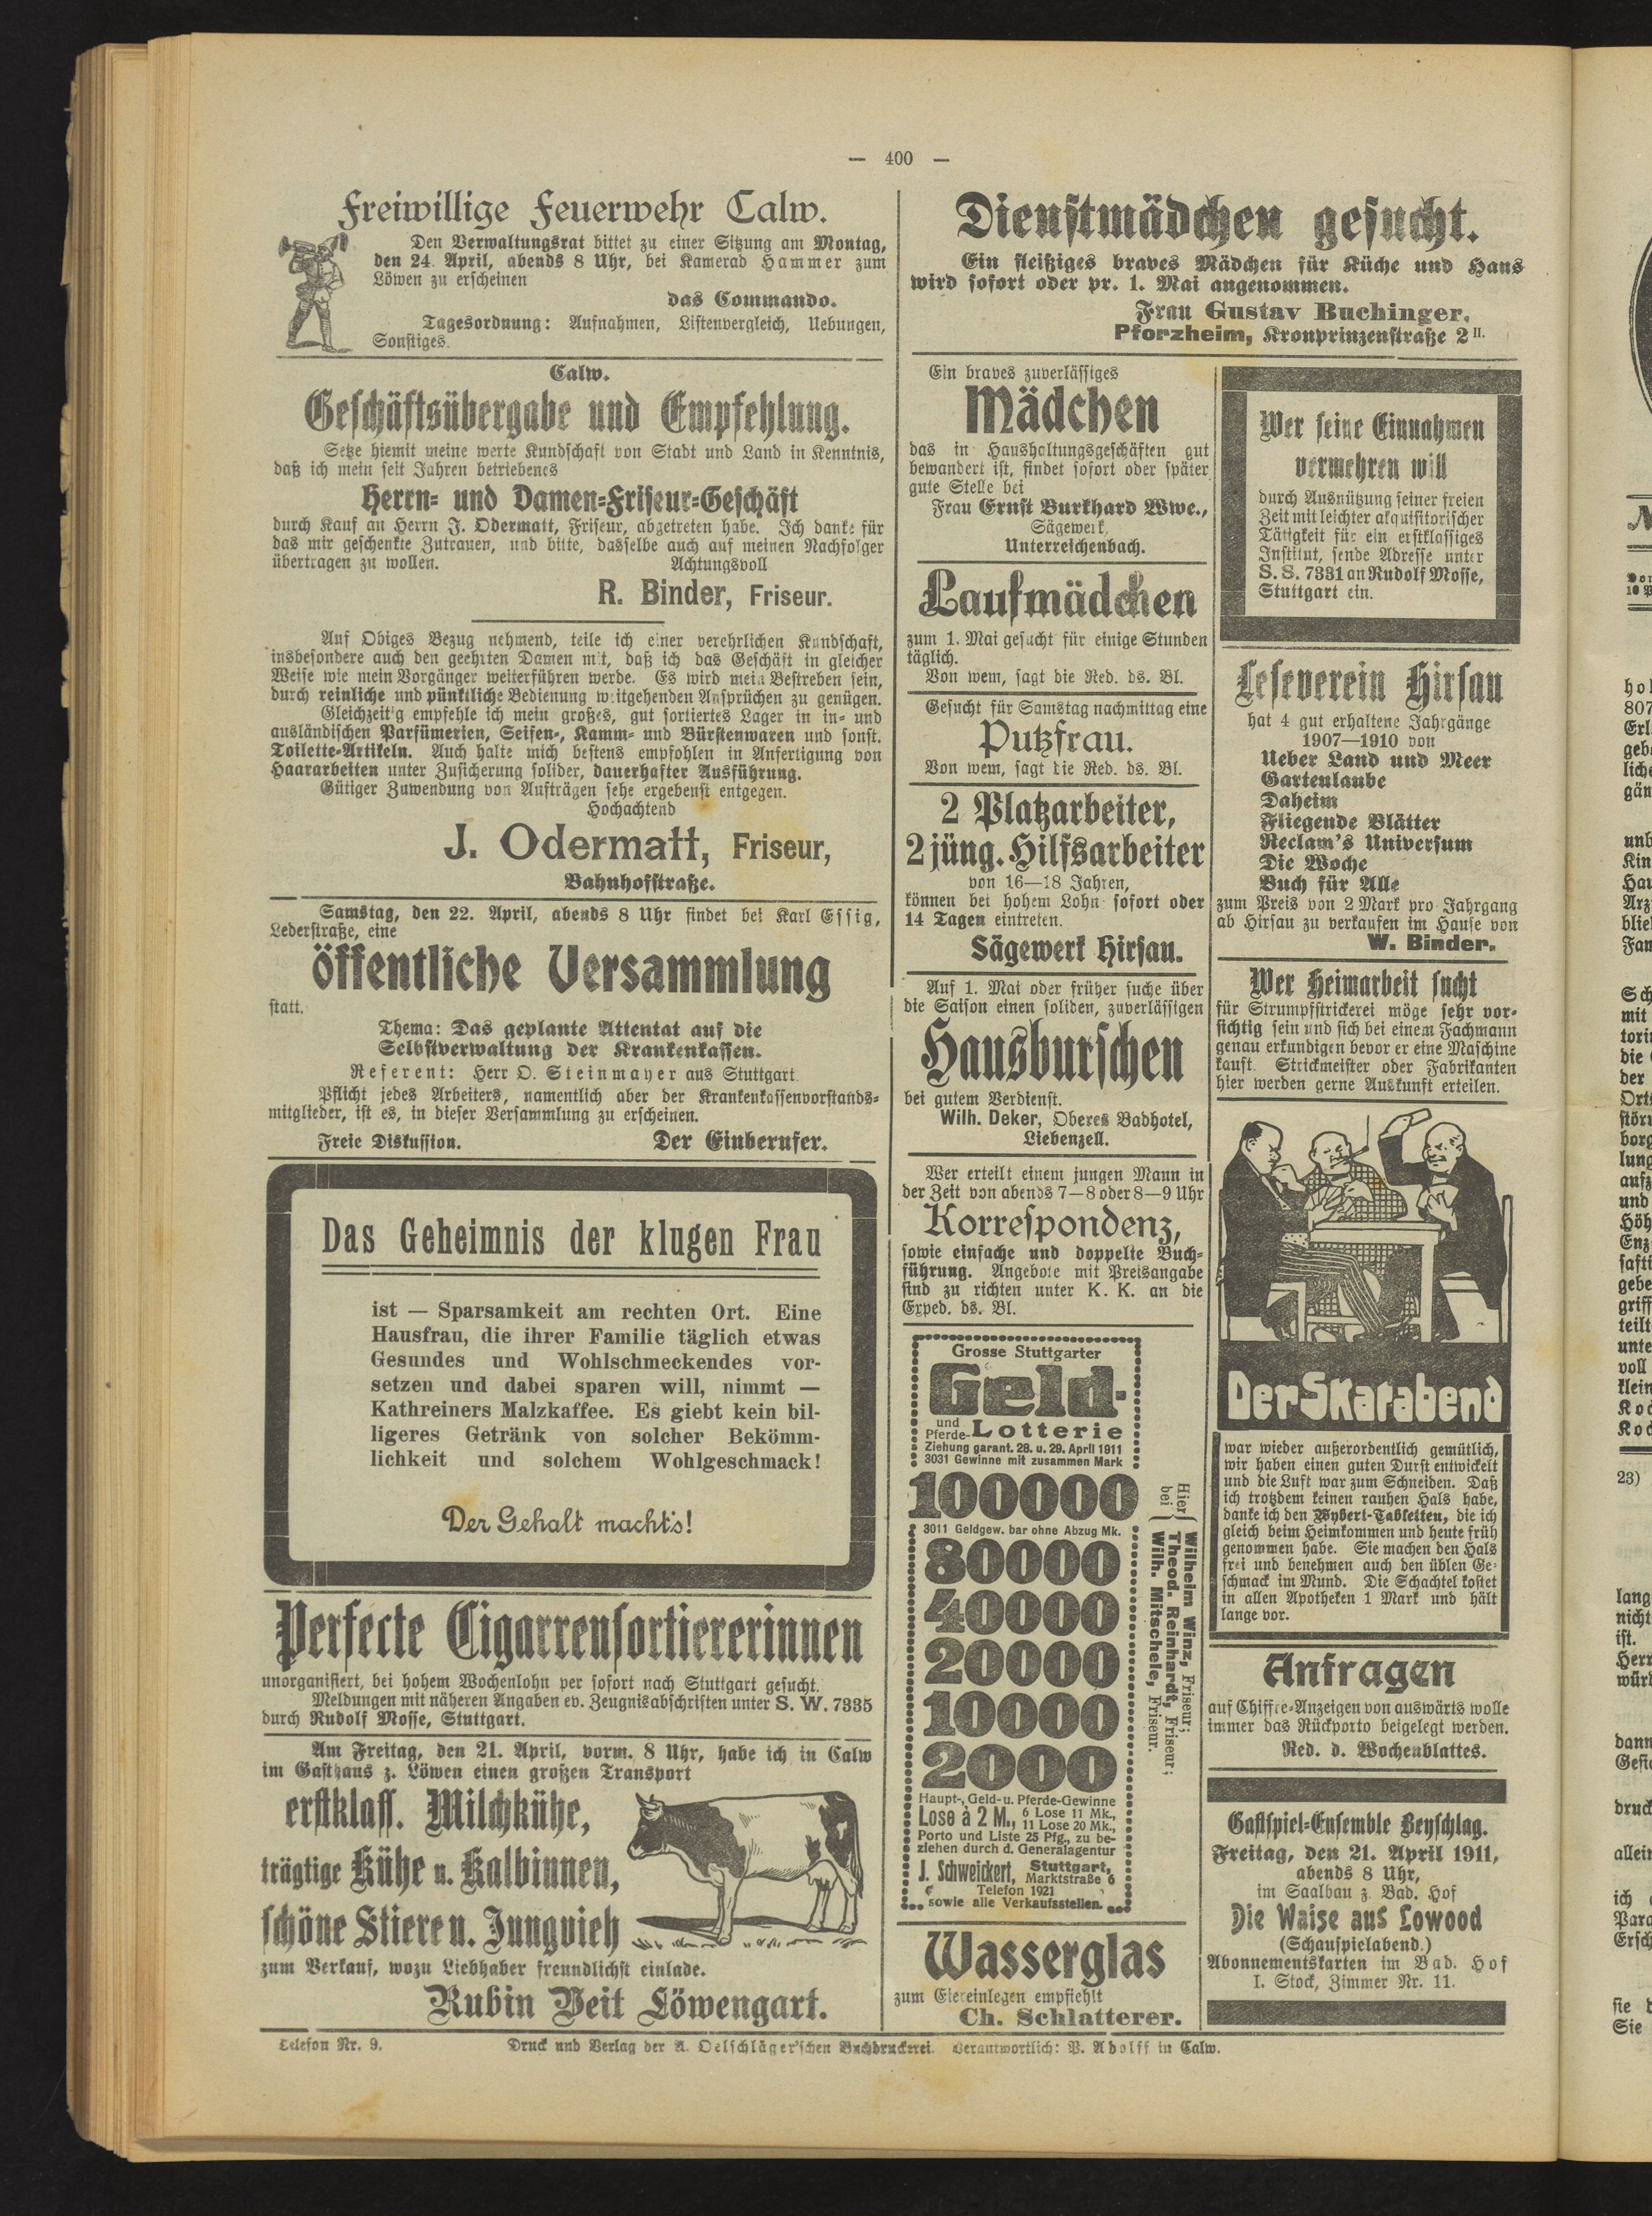 — 400 —
Freiwillige Feuerwehr Calw.
Den Verwaltungsrat bittet zu einer Sitzung am Montag,
den 24. April, abends 8 Uhr, bei Kamerad Hammer zum
Löwen zu erscheinen
das Commando.
Tagesordnung: Aufnahmen, Listenvergleich, Uebungen,
Sonstiges.
Calw.
Geschäftsübergabe und Empfehlung.
Setze hiemit meine werte Kundschaft von Stadt und Land in Kenntnis,
daß ich mein seit Jahren betriebenes
Herrn- und Damen-Friseur-Geschäft
durch Kauf an Herrn J. Odermatt, Friseur, abgetreten habe. Ich danke für
das mir geschenkte Zutrauen, und bitte, dasselbe auch auf meinen Nachfolger
übertragen zu wollen. Achtungsvoll
R. Binder, Friseur.
Auf Obiges Bezug nehmend, teile ich einer verehrlichen Kundschaft,
insbesondere auch den geehrten Damen mit, daß ich das Geschäft in gleicher
Weise wie mein Vorgänger weiterführen werde. Es wird mein Bestreben sein,
durch reinliche und pünktliche Bedienung weitgehenden Ansprüchen zu genügen.
Gleichzeitig empfehle ich mein großes, gut sortiertes Lager in in- und
ausländischen Parfümerien, Seifen-, Kamm- und Bürstenwaren und sonst.
Toilette-Artikeln. Auch halte mich bestens empfohlen in Anfertigung von
Haararbeiten unter Zusicherung solider, dauerhafter Ausführung.
Gütiger Zuwendung von Aufträgen sehe ergebenst entgegen.
Hochachtend
J. Odermatt, Friseur,
Bahnhofstraße.
Samstag, den 22. April, abends 8 Uhr findet bei Karl Essig,
Lederstraße, eine
öffentliche Versammlung
statt.
Thema: Das geplante Attentat auf die
Selbstverwaltung der Krankenkassen.
Referent: Herr O. Steinmayer aus Stuttgart.
Pflicht jedes Arbeiters, namentlich aber der Krankenkassenvorstands-
mitglieder, ist es, in dieser Versammlung zu erscheinen.
Freie Diskussion. Der Einberufer.
Das Geheimnis der klugen Frau
ist — Sparsamkeit am rechten Ort. Eine
Hausfrau, die ihrer Familie täglich etwas
Gesundes und Wohlschmeckendes vor-
setzen und dabei sparen will, nimmt —
Kathreiners Malzkaffee. Es giebt kein bil-
ligeres Getränk von solcher Bekömm-
lichkeit und solchem Wohlgeschmack!
Der Gehalt macht's!
Perfecte Cigarrensortiererinnen
unorganisiert, bei hohem Wochenlohn per sofort nach Stuttgart gesucht.
Meldungen mit näheren Angaben ev. Zeugnisabschriften unter S. W. 7335
durch Rudolf Mosse, Stuttgart.
Am Freitag, den 21. April, vorm. 8 Uhr, habe ich in Calw
im Gasthaus z. Löwen einen großen Transport
erstklass. Milchkühe,
trägtige Kühe u. Kalbinnen,
schöne Stiere u. Jungvieh
zum Verkauf, wozu Liebhaber freundlichst einlade.
Rubin Veit Löwengart.
Dienstmädchen gesucht.
Ein fleißiges braves Mädchen für Küche und Haus
wird sofort oder pr. 1. Mai angenommen.
Frau Gustav Buchinger,
Pforzheim, Kronprinzenstraße 2 II.
Ein braves zuverlässiges
Mädchen
das in Haushaltungsgeschäften gut
bewandert ist, findet sofort oder später
gute Stelle bei
Frau Ernst Burkhard Wwe.,
Sägewerk,
Unterreichenbach.
Laufmädchen
zum 1. Mai gesucht für einige Stunden
täglich.
Von wem, sagt die Red. ds. Bl.
Gesucht für Samstag nachmittag eine
Putzfrau.
Von wem, sagt die Red. ds. Bl.
2 Platzarbeiter,
2 jüng. Hilfsarbeiter
von 16—18 Jahren,
können bei hohem Lohn sofort oder
14 Tagen eintreten.
Sägewerk Hirsau.
Auf 1. Mai oder früher suche über
die Saison einen soliden, zuverlässigen
Hausburschen
bei gutem Verdienst.
Wilh. Deker, Oberes Badhotel,
Liebenzell.
Wer erteilt einem jungen Mann in
der Zeit von abends 7—8 oder 8—9 Uhr
Korrespondenz,
sowie einfache und doppelte Buch-
führung. Angebote mit Preisangabe
sind zu richten unter K. K. an die
Exped. ds. Bl.
Grosse Stuttgarter
Geld-
und
Pferde-Lotterie
Ziehung garant. 28. u. 29. April 1911
3031 Gewinne mit zusammen Mark
100000
3011 Geldgew. bar ohne Abzug Mk.
80000
40000
20000
10000
2000
Haupt-, Geld- u. Pferde-Gewinne
Lose à 2 M., 6 Lose 11 Mk.,
11 Lose 20 Mk.,
Porto und Liste 25 Pfg., zu be-
ziehen durch d. Generalagentur
J. Schweickert, Stuttgart,
Marktstraße 6
Telefon 1921
sowie alle Verkaufsstellen.
Hier bei
Wilhelm Winz, Friseur;
Theod. Reinhardt, Friseur;
Wilh. Mitschele, Friseur.
Wasserglas
zum Eiereinlegen empfiehlt
Ch. Schlatterer.
Wer seine Einnahmen
vermehren will
durch Ausnützung seiner freien
Zeit mit leichter akquisitorischer
Tätigkeit für ein erstklassiges
Institut, sende Adresse unter
S. S. 7331 an Rudolf Mosse,
Stuttgart ein.
Leseverein Hirsau
hat 4 gut erhaltene Jahrgänge
1907—1910 von
Ueber Land und Meer
Gartenlaube
Daheim
Fliegende Blätter
Reclam's Universum
Die Woche
Buch für Alle
zum Preis von 2 Mark pro Jahrgang
ab Hirsau zu verkaufen im Hause von
W. Binder.
Wer Heimarbeit sucht
für Strumpfstrickerei möge sehr vor-
sichtig sein und sich bei einem Fachmann
genau erkundigen bevor er eine Maschine
kauft. Strickmeister oder Fabrikanten
hier werden gerne Auskunft erteilen.
Der Skatabend
war wieder außerordentlich gemütlich,
wir haben einen guten Durst entwickelt
und die Luft war zum Schneiden. Daß
ich trotzdem keinen rauhen Hals habe,
danke ich den Wybert-Tabletten, die ich
gleich beim Heimkommen und heute früh
genommen habe. Sie machen den Hals
frei und benehmen auch den üblen Ge-
schmack im Mund. Die Schachtel kostet
in allen Apotheken 1 Mark und hält
lange vor.
Anfragen
auf Chiffre-Anzeigen von auswärts wolle
immer das Rückporto beigelegt werden.
Red. d. Wochenblattes.
Gastspiel-Ensemble Beyschlag.
Freitag, den 21. April 1911,
abends 8 Uhr,
im Saalbau z. Bad. Hof
Die Waise aus Lowood
(Schauspielabend.)
Abonnementskarten im Bad. Hof
I. Stock, Zimmer Nr. 11.
Telefon Nr. 9. Druck und Verlag der A. Oelschläger'schen Buchdruckerei. Verantwortlich: P. Adolff in Calw.